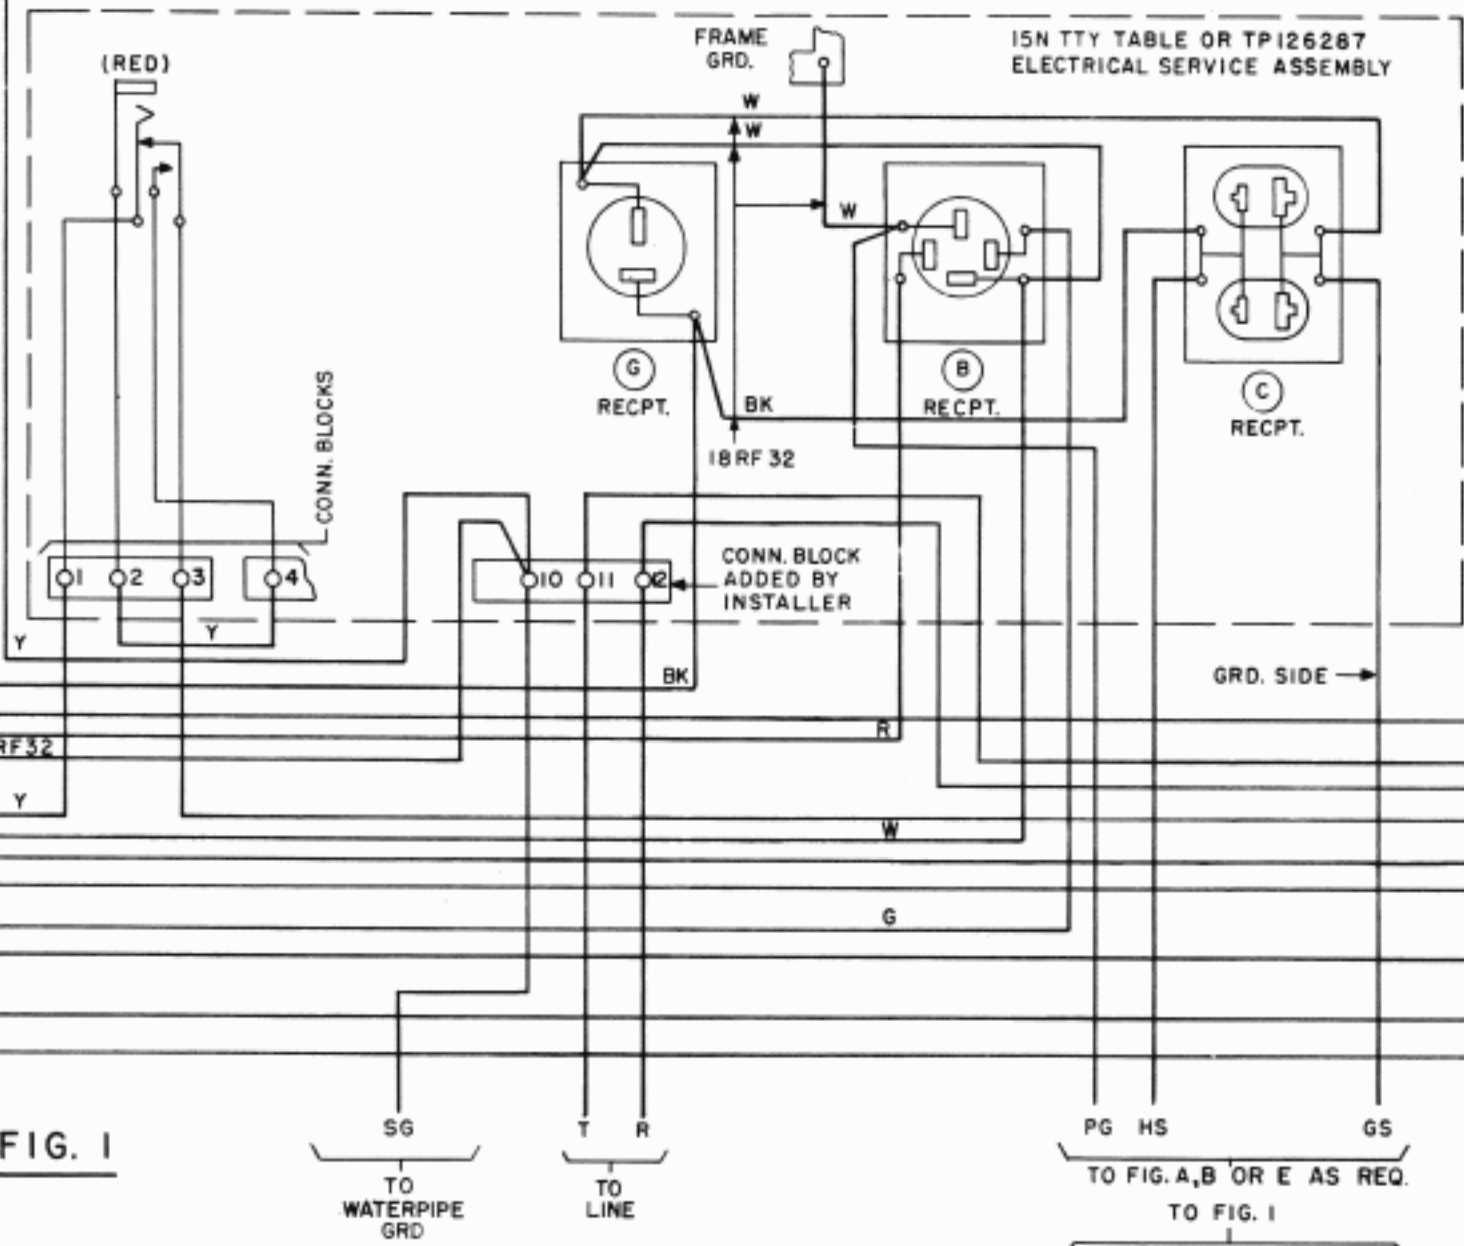 (RED)
FRAME
GRD.
15N TTY TABLE OR TP126287
ELECTRICAL SERVICE ASSEMBLY
W
W
W
G
RECPT.
B
RECPT.
C
RECPT.
BK
18RF32
CONN. BLOCKS
1
2
3
4
10
11
12
CONN. BLOCK
ADDED BY
INSTALLER
Y
Y
BK
GRD. SIDE
R
RF32
Y
W
G
SG
T
R
PG
HS
GS
FIG. 1
TO
WATERPIPE
GRD
TO
LINE
TO FIG. A,B OR E AS REQ.
TO FIG. 1